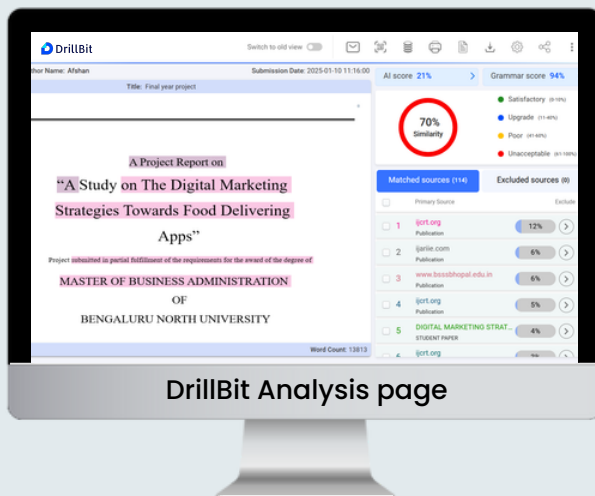 DrillBit
Switch to old view
thor Name: Afshan
Submission Date: 2025-01-10 11:16:00
Title: Final year project
A Project Report on
“A Study on The Digital Marketing
Strategies Towards Food Delivering
Apps”
Project submitted in partial fulfillment of the requirements for the award of the degree of
MASTER OF BUSINESS ADMINISTRATION
OF
BENGALURU NORTH UNIVERSITY
Word Count: 13813
AI score 21% >
Grammar score 94%
70%
Similarity
Satisfactory (0-10%)
Upgrade (11-40%)
Poor (41-60%)
Unacceptable (61-100%)
Matched sources (114)
Excluded sources (0)
Primary Source
Exclude
1 ijcrt.org 12%
Publication
2 ijariie.com 6%
Publication
3 www.bsssbhopal.edu.in 6%
Publication
4 ijcrt.org 5%
Publication
5 DIGITAL MARKETING STRAT... 4%
STUDENT PAPER
ijcrt.org
DrillBit Analysis page